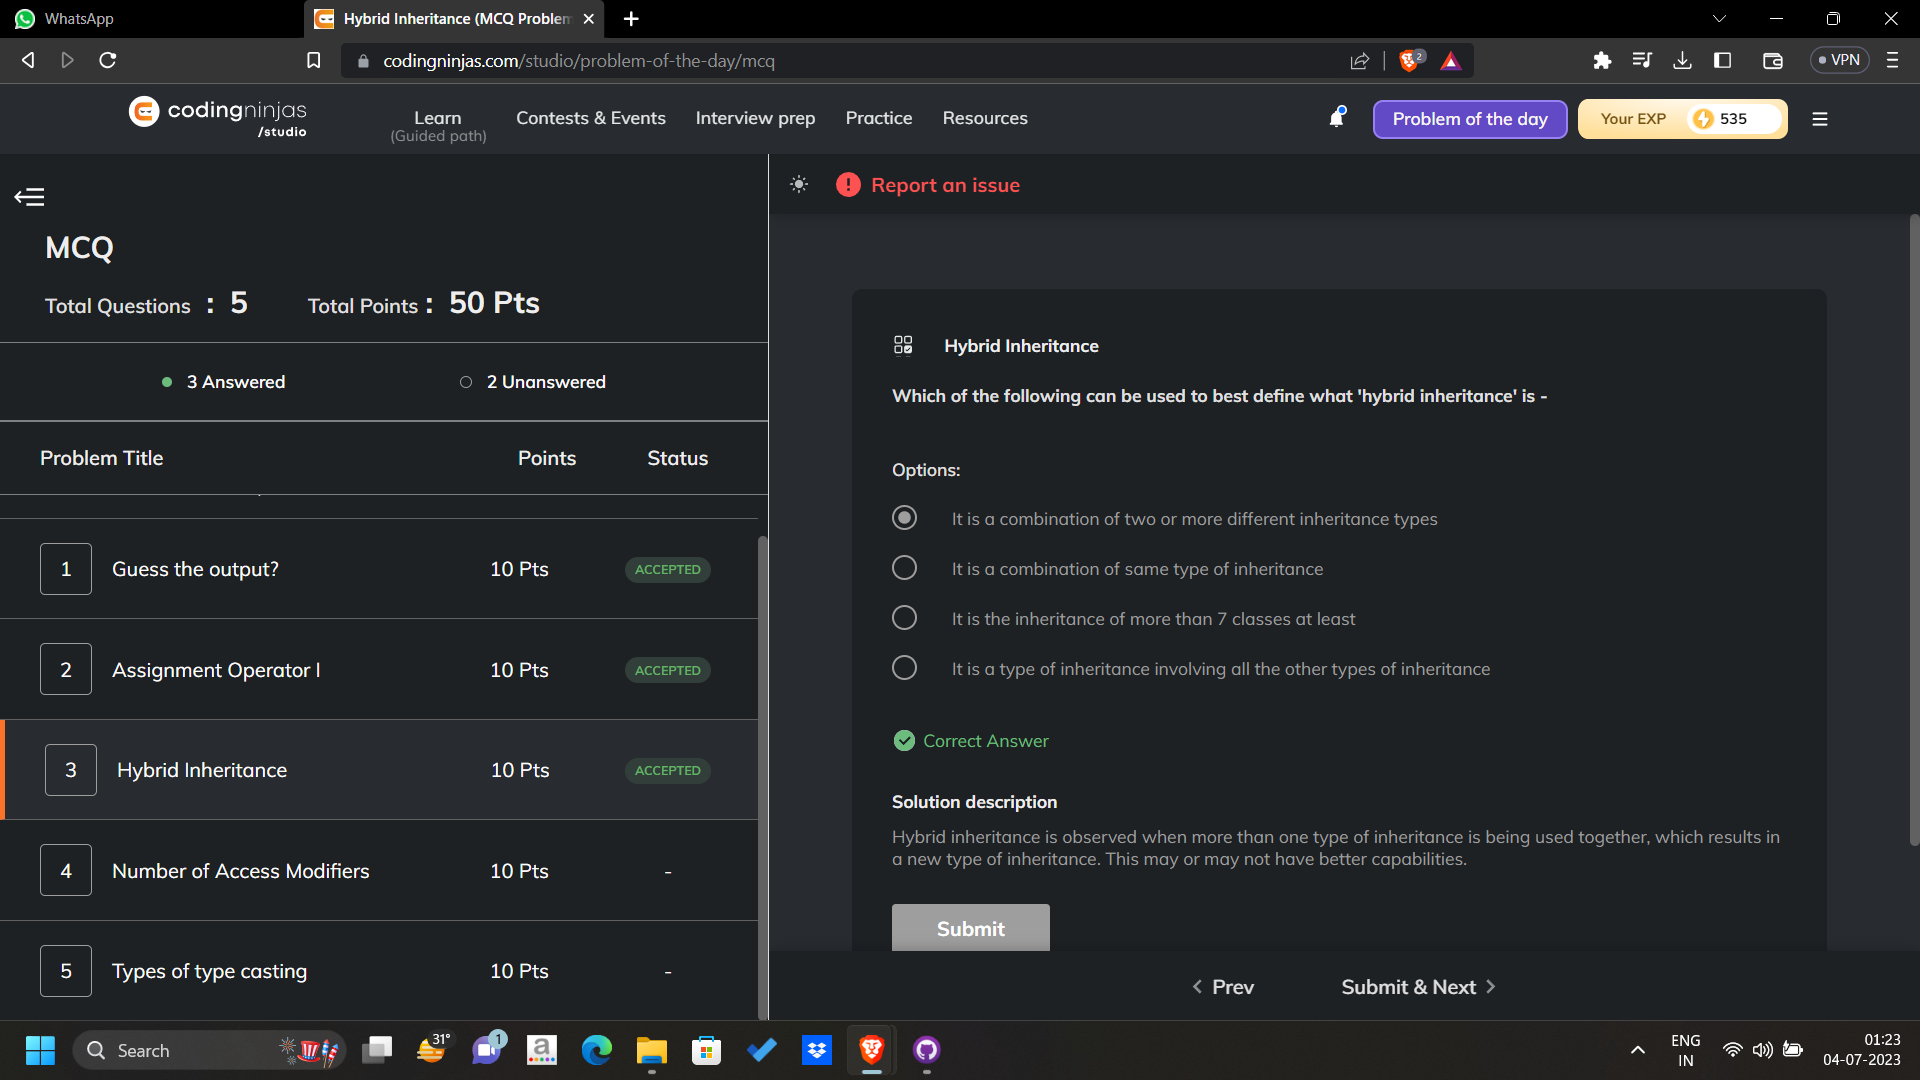 WhatsApp
Hybrid Inheritance (MCQ Problem
codingninjas.com/studio/problem-of-the-day/mcq
2
VPN
codingninjas
/studio
Learn
(Guided path)
Contests & Events
Interview prep
Practice
Resources
Problem of the day
Your EXP
535
MCQ
Total Questions : 5
Total Points : 50 Pts
3 Answered
2 Unanswered
Problem Title Points Status
1 Guess the output? 10 Pts ACCEPTED
2 Assignment Operator I 10 Pts ACCEPTED
3 Hybrid Inheritance 10 Pts ACCEPTED
4 Number of Access Modifiers 10 Pts -
5 Types of type casting 10 Pts -
Report an issue
Hybrid Inheritance
Which of the following can be used to best define what 'hybrid inheritance' is -
Options:
It is a combination of two or more different inheritance types
It is a combination of same type of inheritance
It is the inheritance of more than 7 classes at least
It is a type of inheritance involving all the other types of inheritance
Correct Answer
Solution description
Hybrid inheritance is observed when more than one type of inheritance is being used together, which results in
a new type of inheritance. This may or may not have better capabilities.
Submit
Prev
Submit & Next
Search
31°
1
a
ENG
IN
01:23
04-07-2023